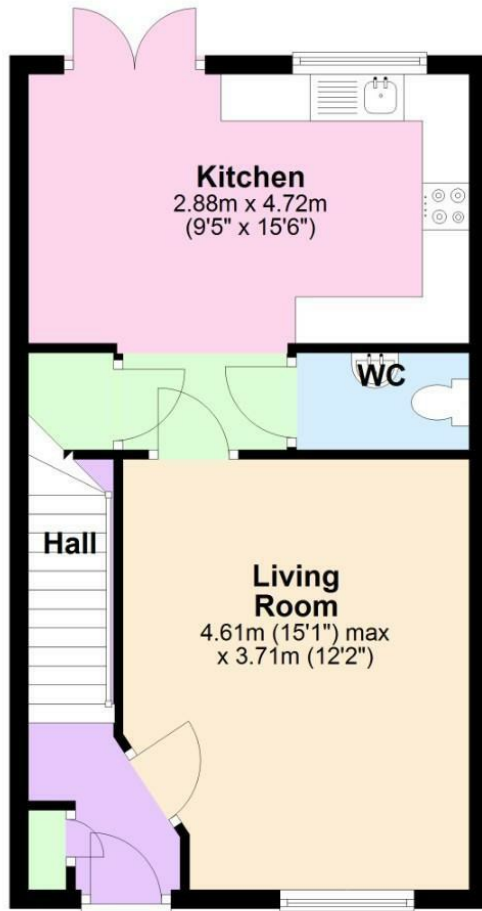 Kitchen
2.88m x 4.72m
(9'5" x 15'6")
WC
Hall
Living
Room
4.61m (15'1") max
x 3.71m (12'2")